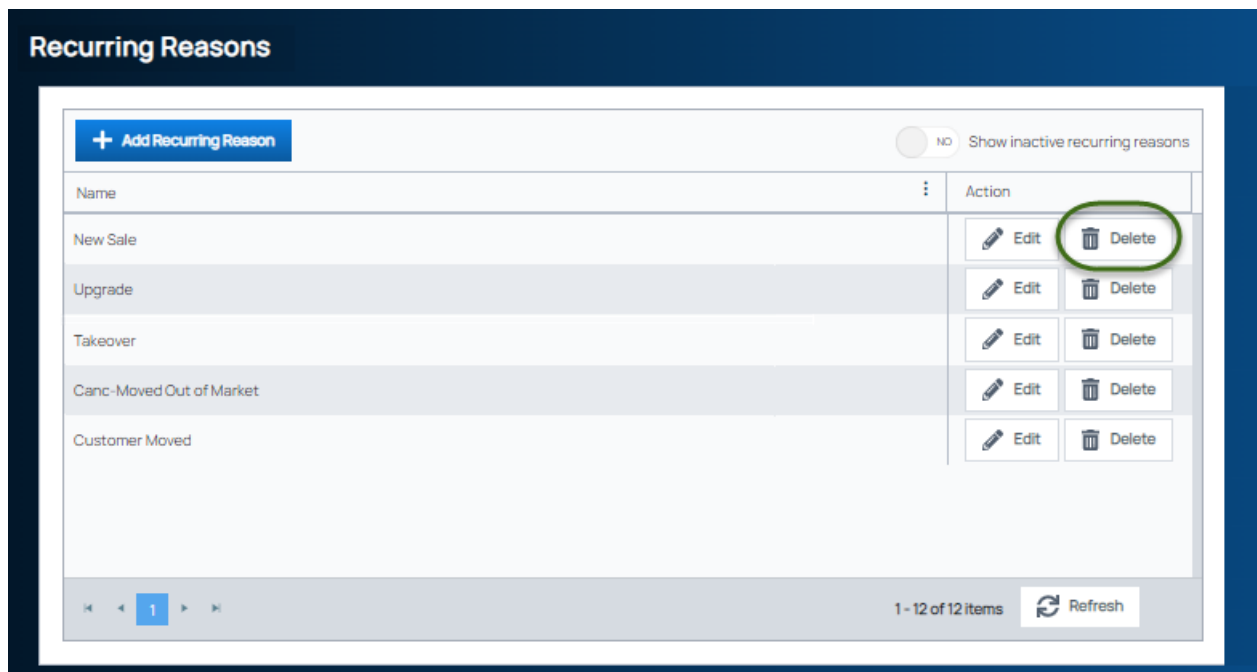 Recurring Reasons
Add Recurring Reason
NO Show inactive recurring reasons
Name Action
New Sale Edit Delete
Upgrade Edit Delete
Takeover Edit Delete
Canc-Moved Out of Market Edit Delete
Customer Moved Edit Delete
1 1 - 12 of 12 items Refresh